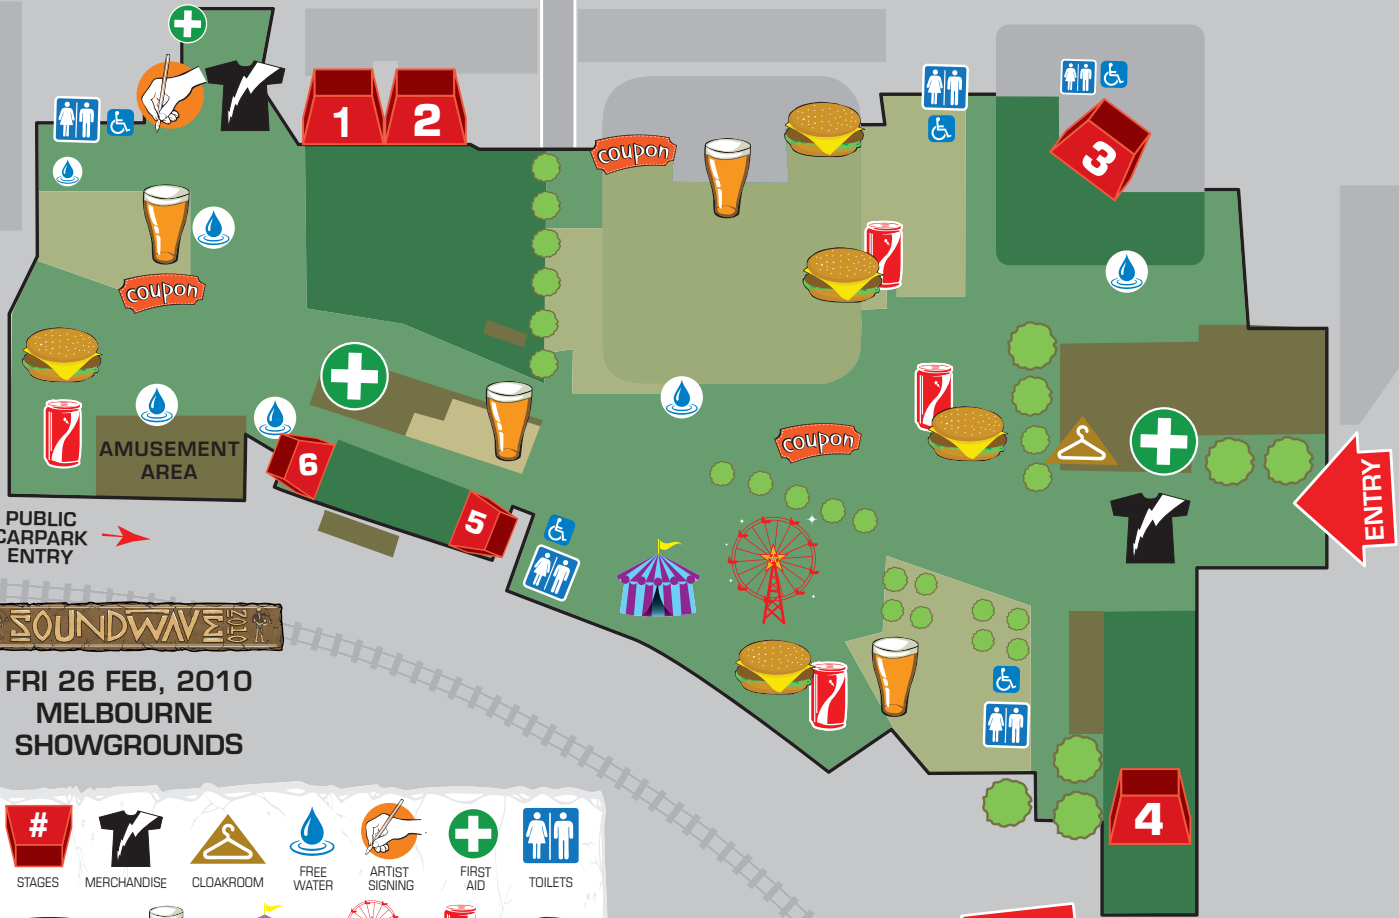 1
2
3
coupon
coupon
coupon
AMUSEMENT
AREA
6
5
4
ENTRY
PUBLIC
CARPARK
ENTRY
SOUNDWAVE
2010
FRI 26 FEB, 2010
MELBOURNE
SHOWGROUNDS
#
STAGES
MERCHANDISE
CLOAKROOM
FREE
WATER
ARTIST
SIGNING
FIRST
AID
TOILETS